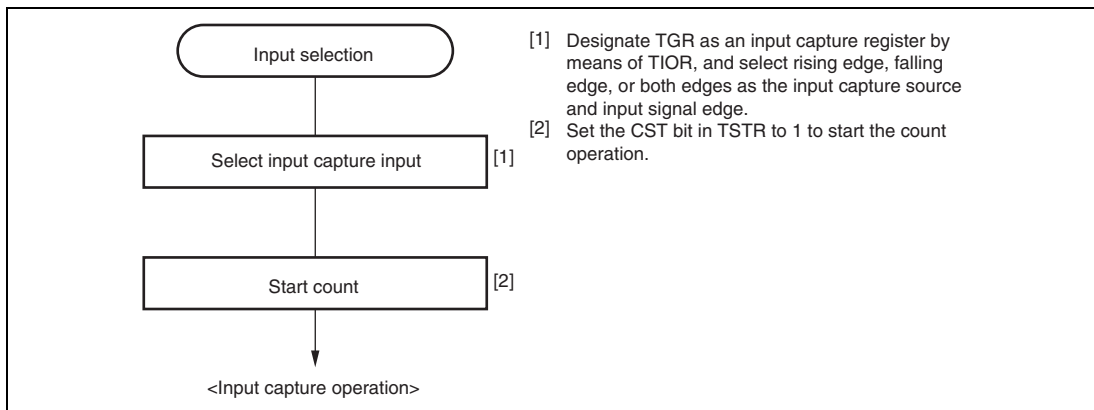 Input selection
Select input capture input
[1]
Start count
[2]
<Input capture operation>
[1] Designate TGR as an input capture register by
means of TIOR, and select rising edge, falling
edge, or both edges as the input capture source
and input signal edge.
[2] Set the CST bit in TSTR to 1 to start the count
operation.